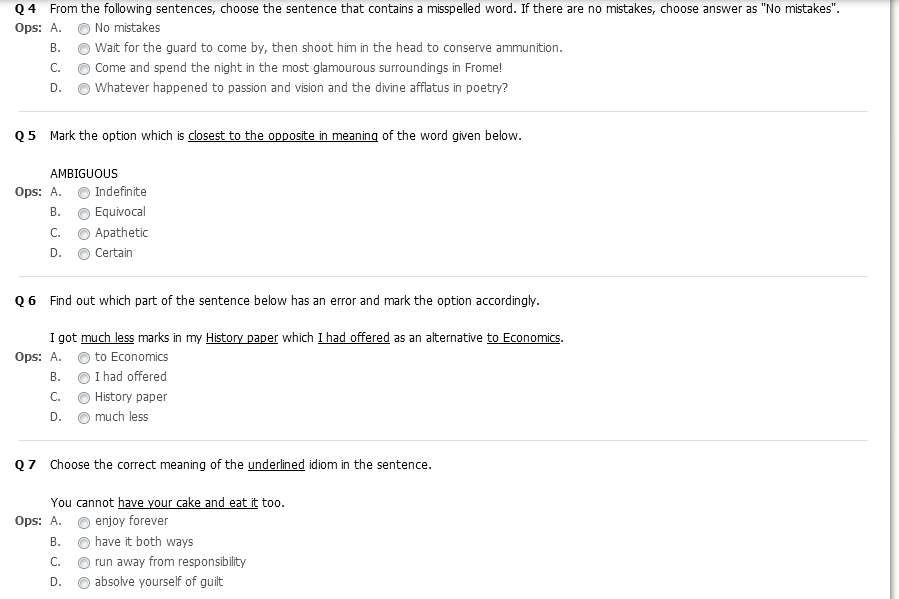 Q 4 From the following sentences, choose the sentence that contains a misspelled word. If there are no mistakes, choose answer as "No mistakes".
Ops: A. No mistakes
B. Wait for the guard to come by, then shoot him in the head to conserve ammunition.
C. Come and spend the night in the most glamourous surroundings in Frome!
D. Whatever happened to passion and vision and the divine afflatus in poetry?
Q 5 Mark the option which is closest to the opposite in meaning of the word given below.
AMBIGUOUS
Ops: A. Indefinite
B. Equivocal
C. Apathetic
D. Certain
Q 6 Find out which part of the sentence below has an error and mark the option accordingly.
I got much less marks in my History paper which I had offered as an alternative to Economics.
Ops: A. to Economics
B. I had offered
C. History paper
D. much less
Q 7 Choose the correct meaning of the underlined idiom in the sentence.
You cannot have your cake and eat it too.
Ops: A. enjoy forever
B. have it both ways
C. run away from responsibility
D. absolve yourself of guilt